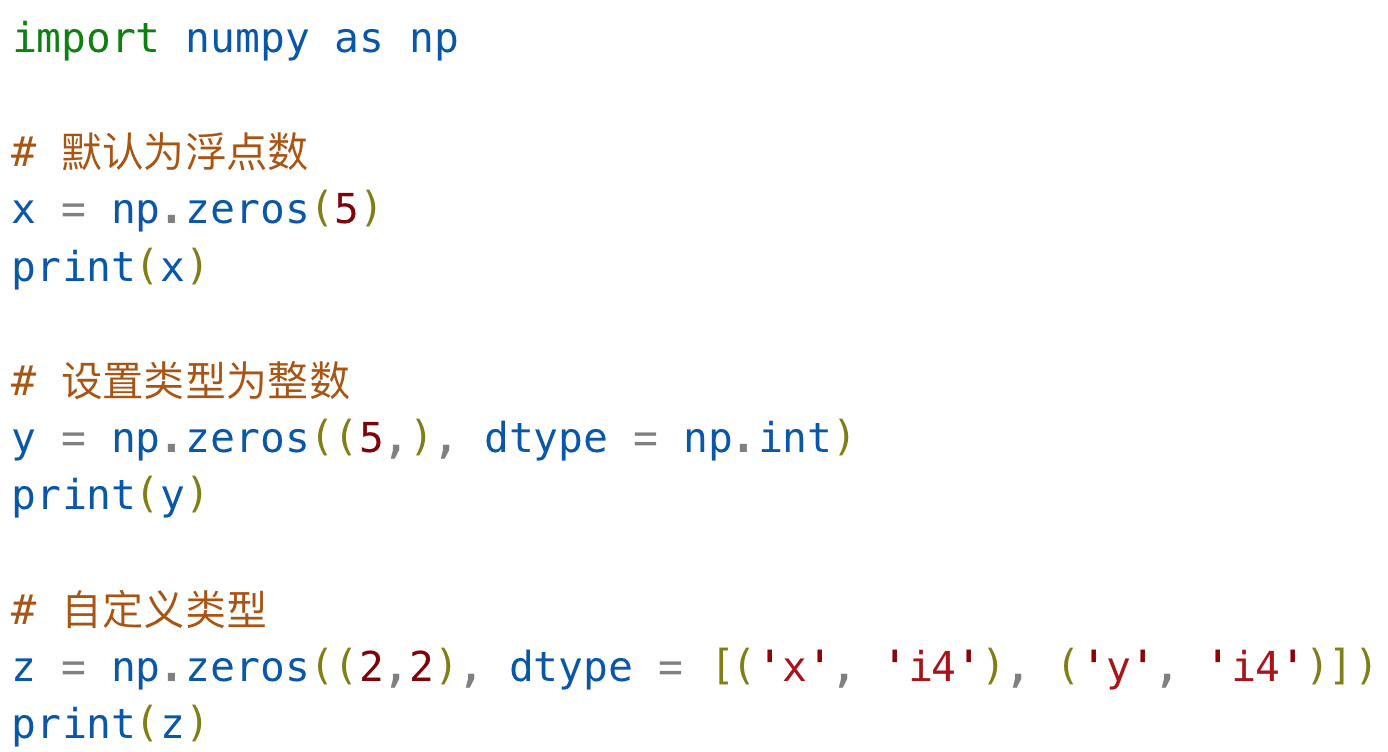 import numpy as np
# 默认为浮点数
x = np.zeros(5)
print(x)
# 设置类型为整数
y = np.zeros((5,), dtype = np.int)
print(y)
# 自定义类型
z = np.zeros((2,2), dtype = [('x', 'i4'), ('y', 'i4')])
print(z)